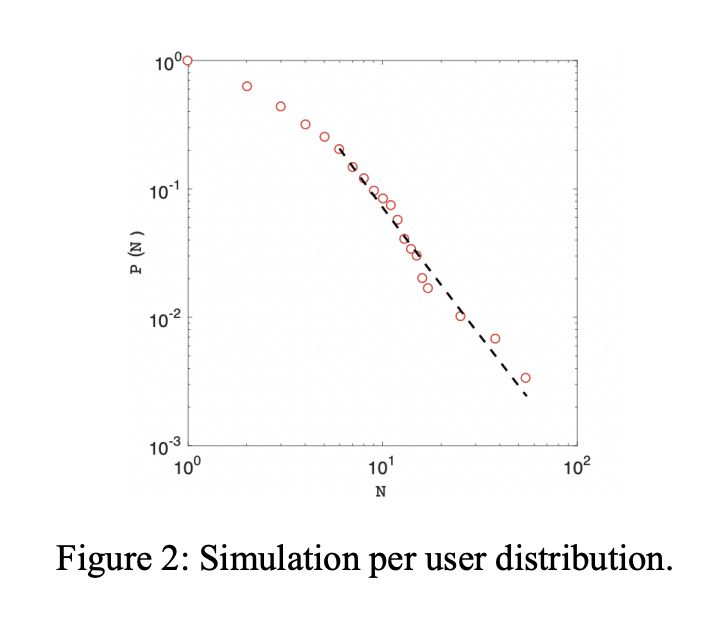 10⁰
10⁻¹
10⁻²
10⁻³
P(N)
10⁰ 10¹ 10²
N
Figure 2: Simulation per user distribution.